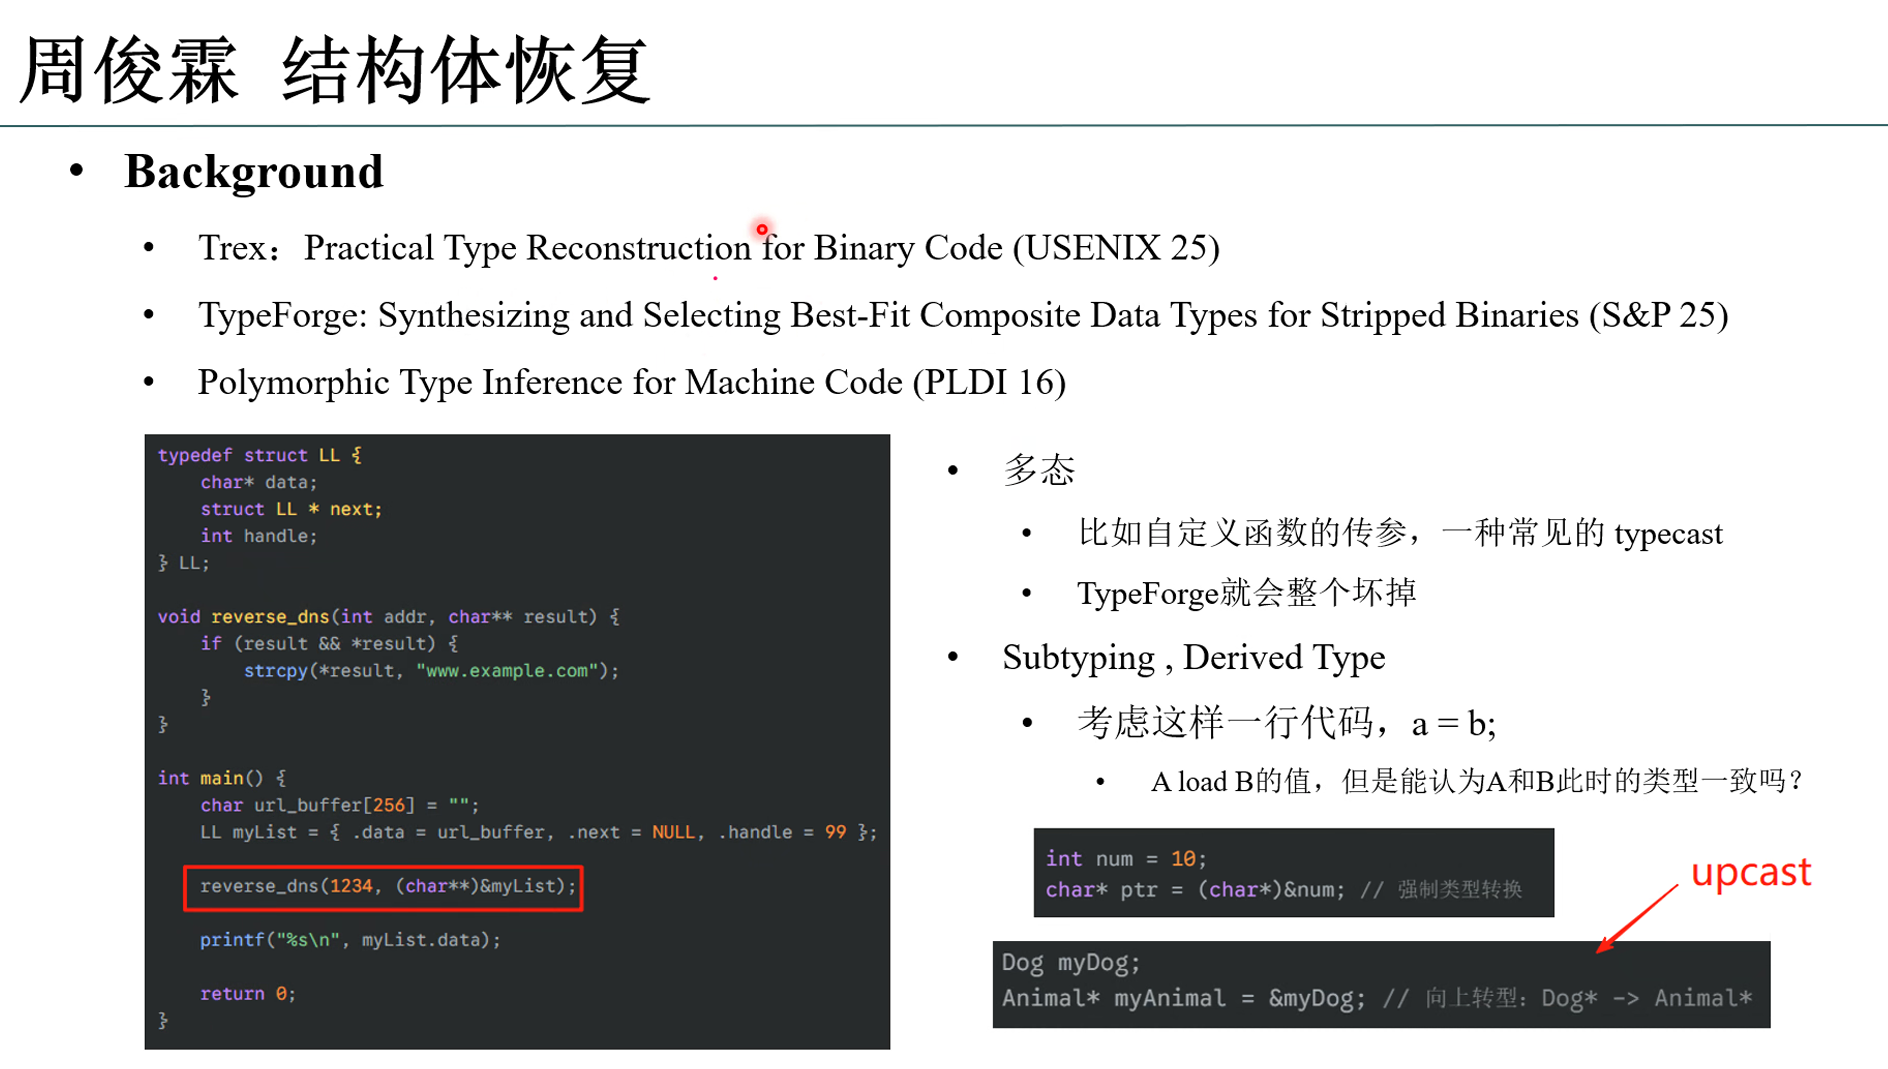 周俊霖 结构体恢复
• Background
• Trex：Practical Type Reconstruction for Binary Code (USENIX 25)
• TypeForge: Synthesizing and Selecting Best-Fit Composite Data Types for Stripped Binaries (S&P 25)
• Polymorphic Type Inference for Machine Code (PLDI 16)
typedef struct LL {
    char* data;
    struct LL * next;
    int handle;
} LL;

void reverse_dns(int addr, char** result) {
    if (result && *result) {
        strcpy(*result, "www.example.com");
    }
}

int main() {
    char url_buffer[256] = "";
    LL myList = { .data = url_buffer, .next = NULL, .handle = 99 };

    reverse_dns(1234, (char**)&myList);

    printf("%s\n", myList.data);

    return 0;
}
• 多态
• 比如自定义函数的传参，一种常见的 typecast
• TypeForge就会整个坏掉
• Subtyping , Derived Type
• 考虑这样一行代码，a = b;
• A load B的值，但是能认为A和B此时的类型一致吗？
int num = 10;
char* ptr = (char*)&num; // 强制类型转换
upcast
Dog myDog;
Animal* myAnimal = &myDog; // 向上转型：Dog* -> Animal*